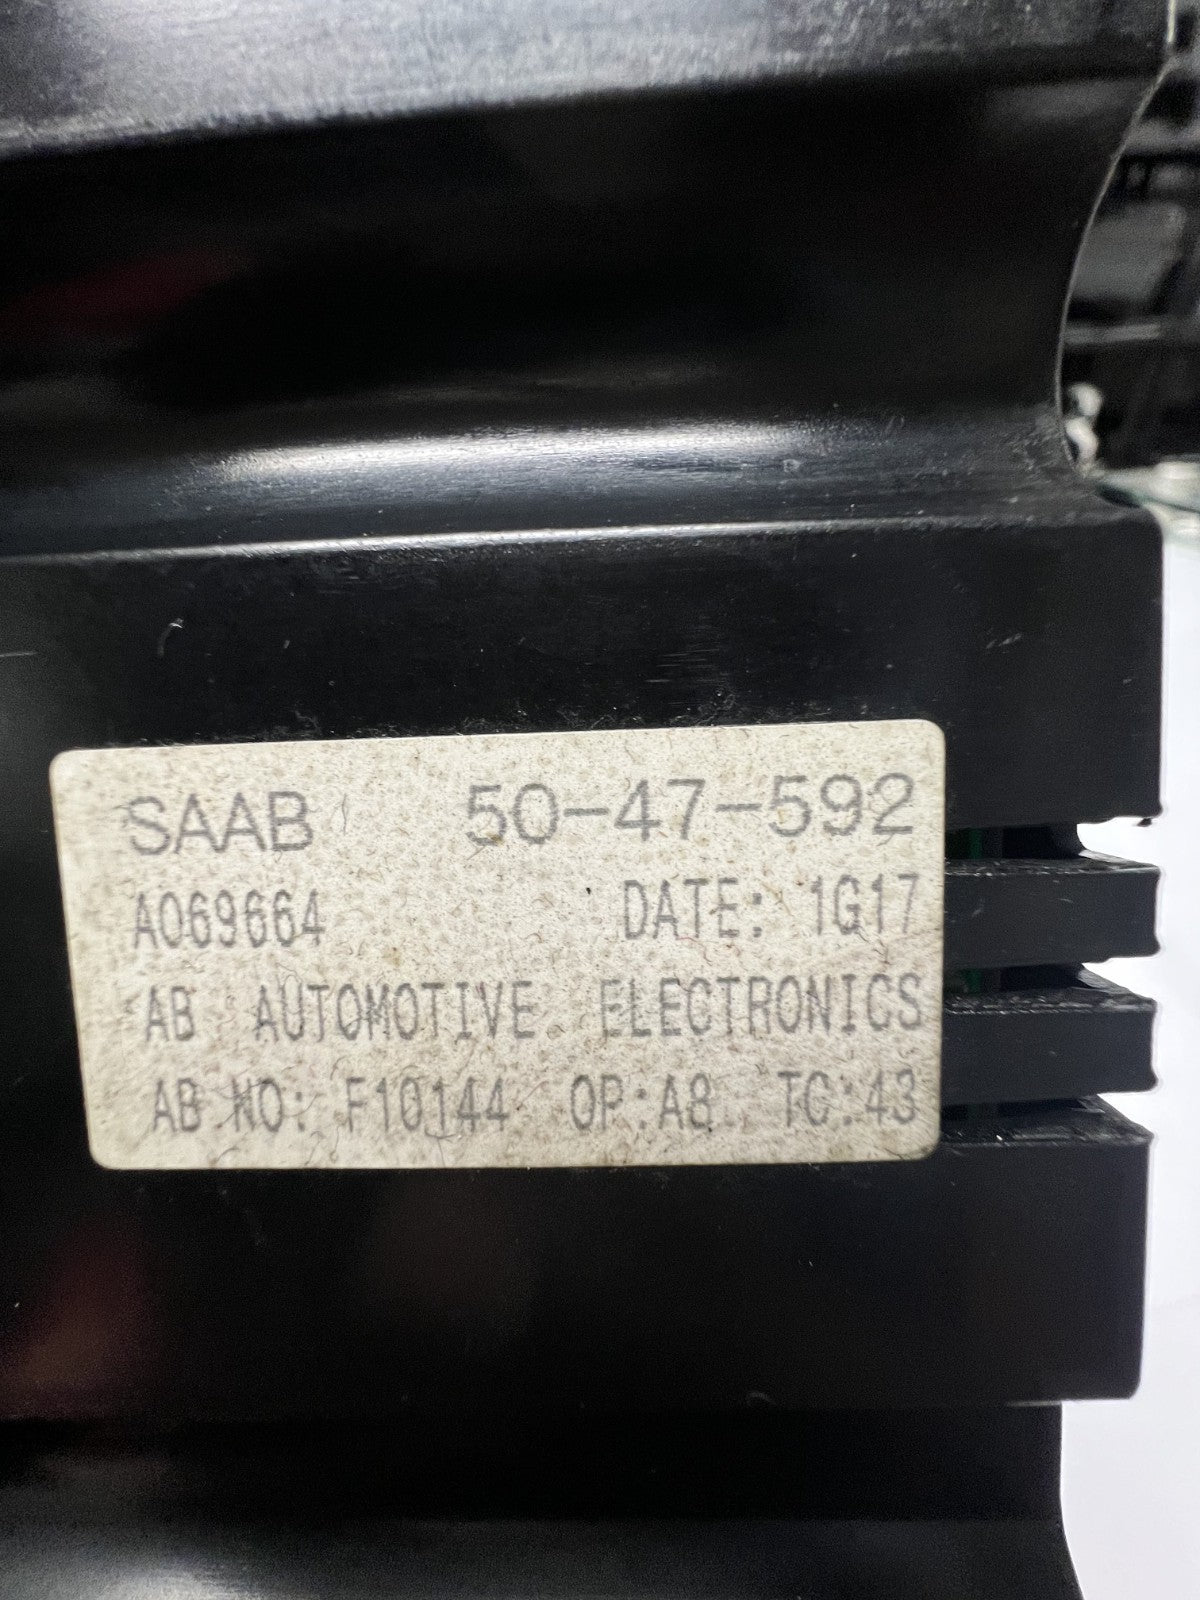 SAAB 50-47-592
A069664 DATE: 1G17
AB AUTOMOTIVE ELECTRONICS
AB NO: F10144 OP:A8 TC:43